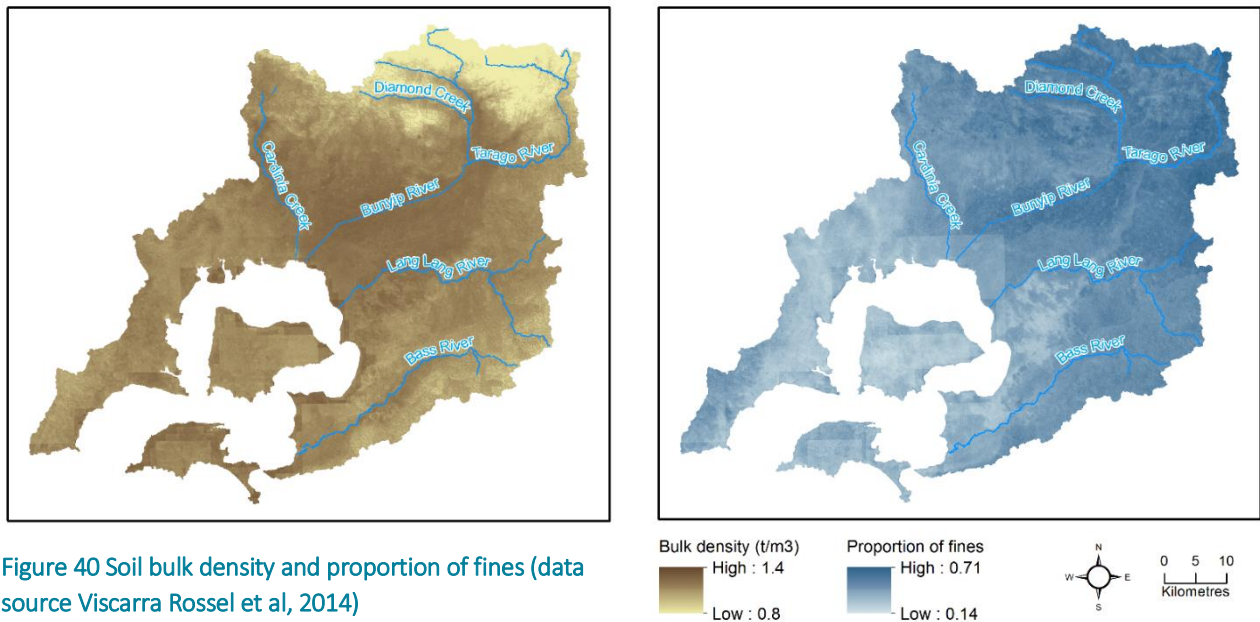 Diamond Creek
Tarago River
Cardinia Creek
Bunyip River
Lang Lang River
Bass River
Diamond Creek
Tarago River
Cardinia Creek
Bunyip River
Lang Lang River
Bass River
Figure 40 Soil bulk density and proportion of fines (data
source Viscarra Rossel et al, 2014)
Bulk density (t/m3)
High : 1.4
Low : 0.8
Proportion of fines
High : 0.71
Low : 0.14
N
W E
S
0 5 10
Kilometres